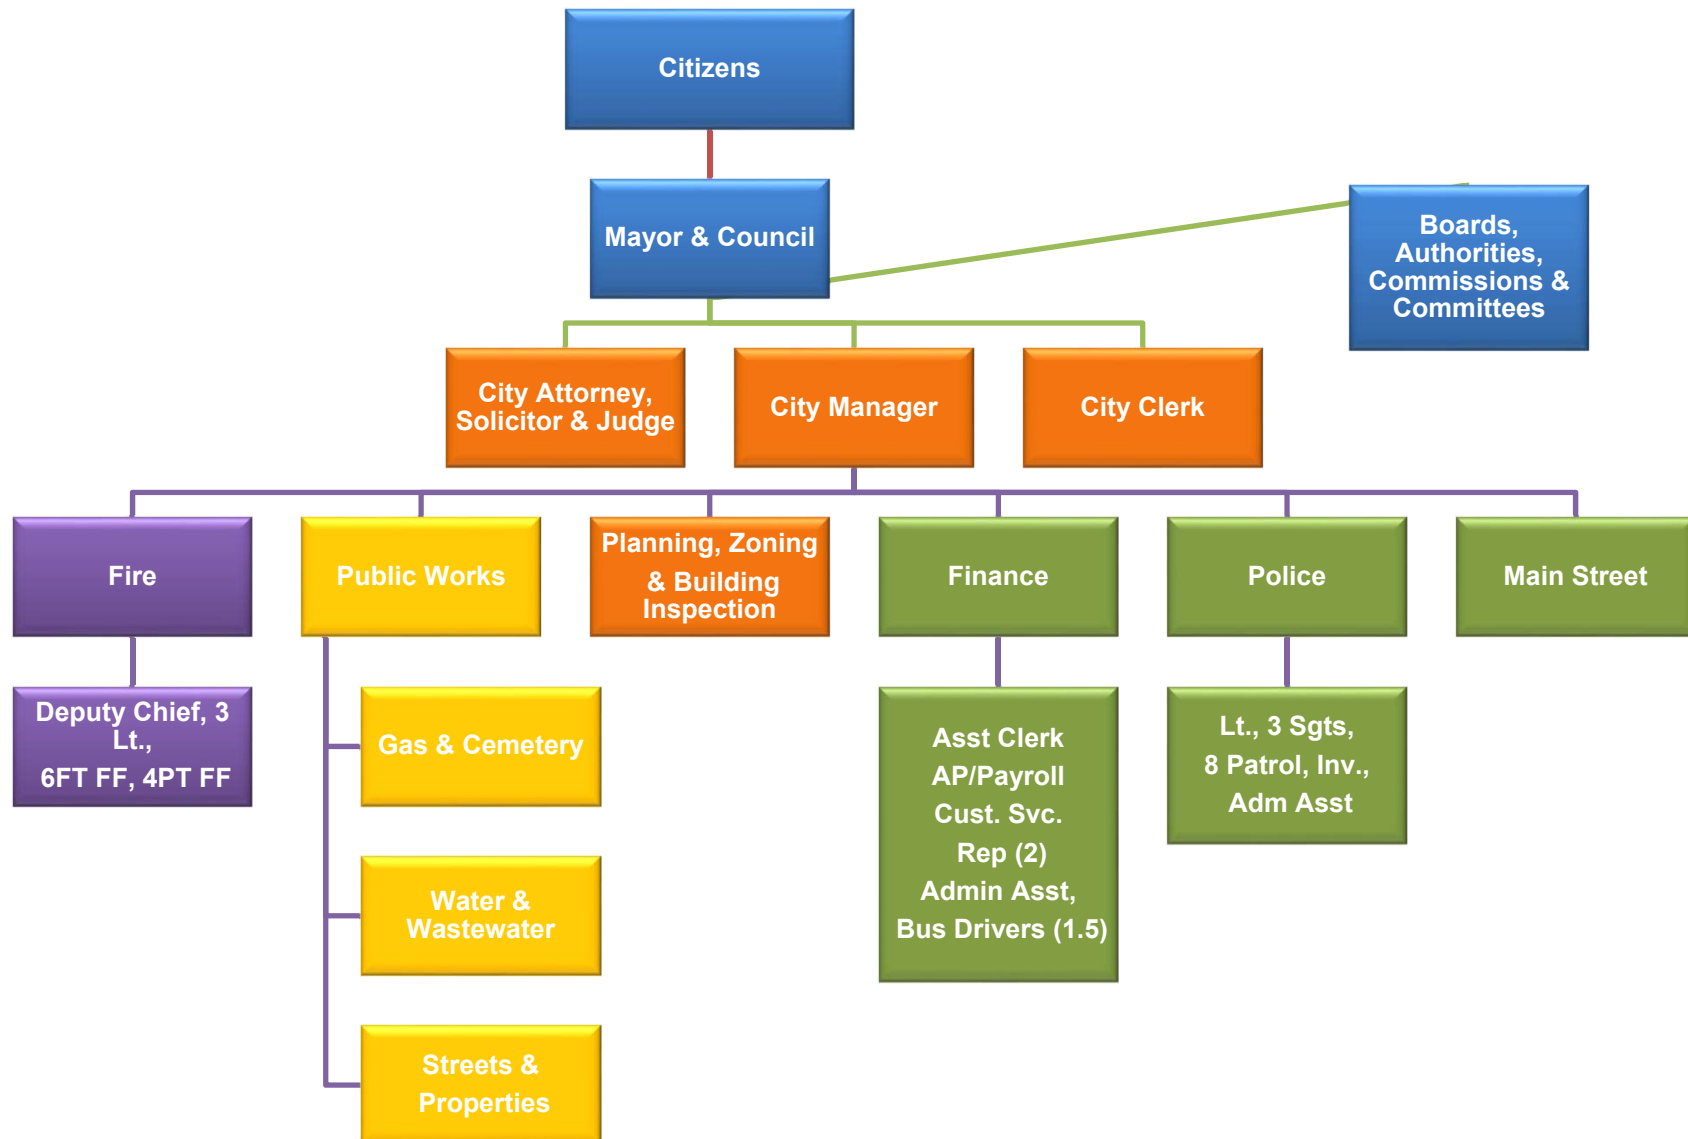 Citizens
Mayor & Council
Boards,
Authorities,
Commissions &
Committees
City Attorney,
Solicitor & Judge
City Manager
City Clerk
Fire
Public Works
Planning, Zoning
& Building
Inspection
Finance
Police
Main Street
Deputy Chief, 3
Lt.,
6FT FF, 4PT FF
Gas & Cemetery
Water &
Wastewater
Streets &
Properties
Asst Clerk
AP/Payroll
Cust. Svc.
Rep (2)
Admin Asst,
Bus Drivers (1.5)
Lt., 3 Sgts,
8 Patrol, Inv.,
Adm Asst